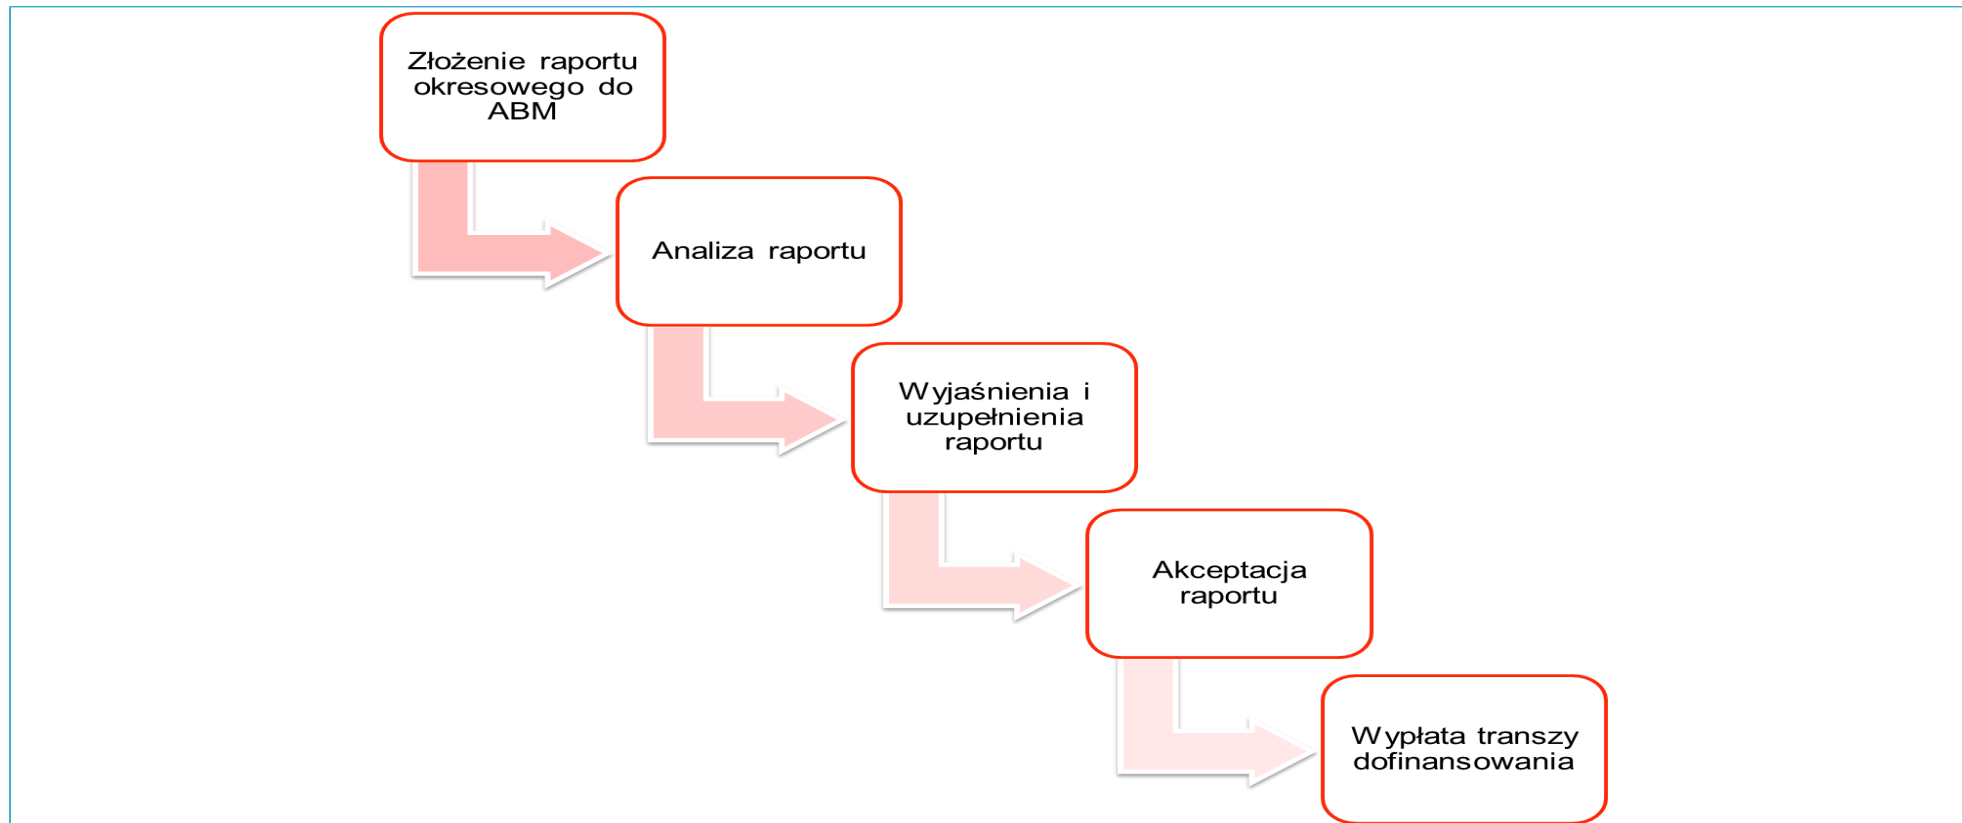 Złożenie raportu
okresowego do
ABM
Analiza raportu
Wyjaśnienia i
uzupełnienia
raportu
Akceptacja
raportu
Wypłata transzy
dofinansowania